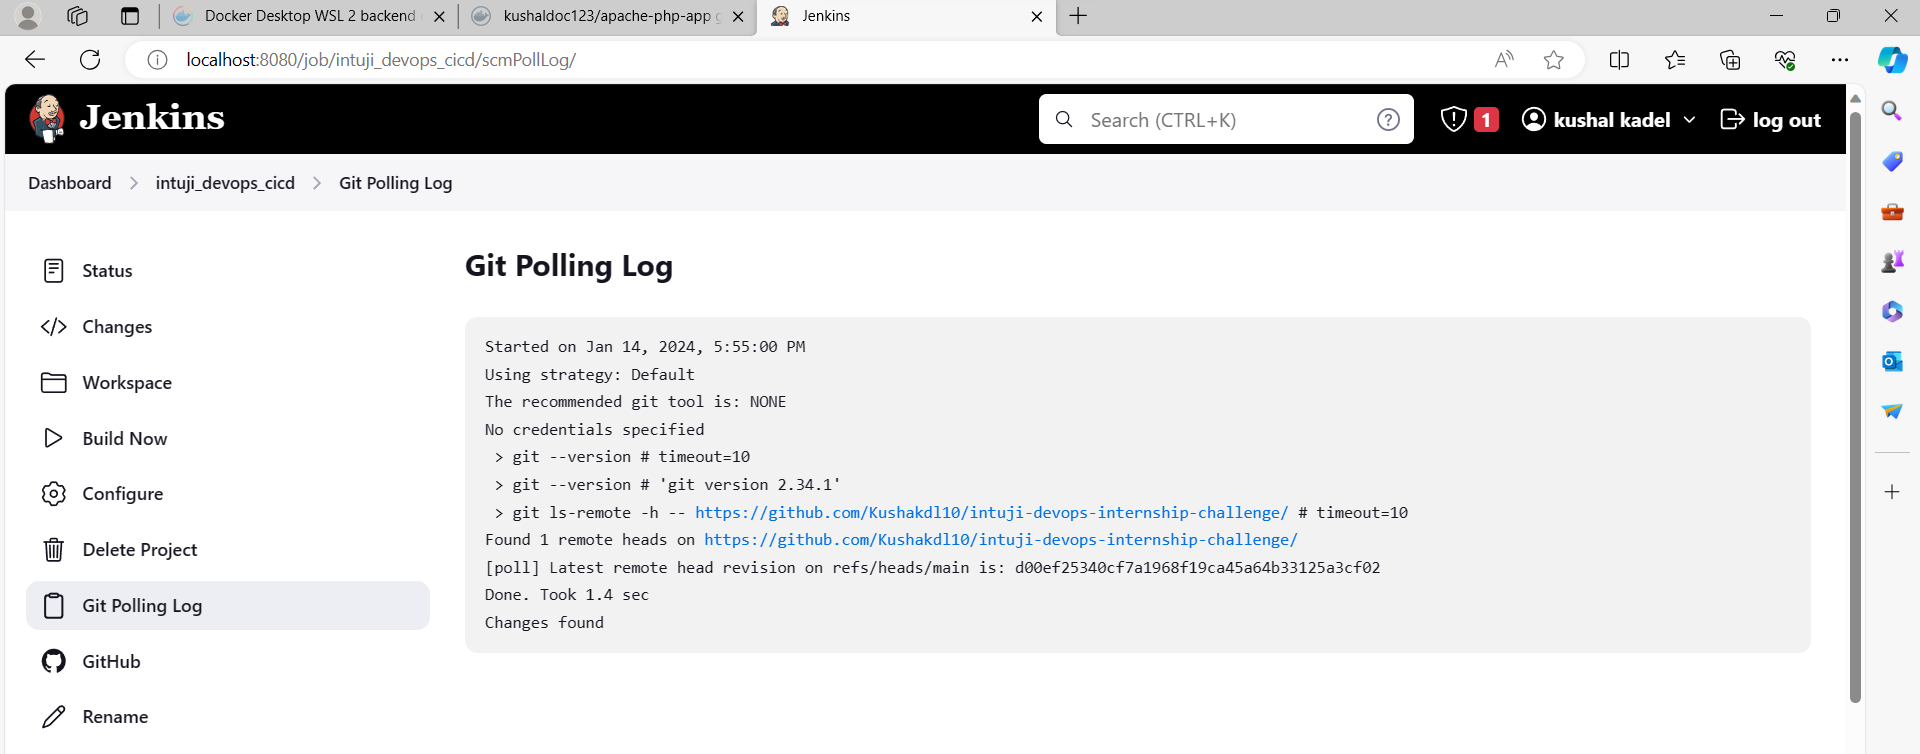 Docker Desktop WSL 2 backend
kushaldoc123/apache-php-app
Jenkins
localhost:8080/job/intuji_devops_cicd/scmPollLog/
Jenkins
Search (CTRL+K)
1
kushal kadel
log out
Dashboard
intuji_devops_cicd
Git Polling Log
Status
Changes
Workspace
Build Now
Configure
Delete Project
Git Polling Log
GitHub
Rename
Git Polling Log
Started on Jan 14, 2024, 5:55:00 PM
Using strategy: Default
The recommended git tool is: NONE
No credentials specified
> git --version # timeout=10
> git --version # 'git version 2.34.1'
> git ls-remote -h -- https://github.com/Kushakdl10/intuji-devops-internship-challenge/ # timeout=10
Found 1 remote heads on https://github.com/Kushakdl10/intuji-devops-internship-challenge/
[poll] Latest remote head revision on refs/heads/main is: d00ef25340cf7a1968f19ca45a64b33125a3cf02
Done. Took 1.4 sec
Changes found